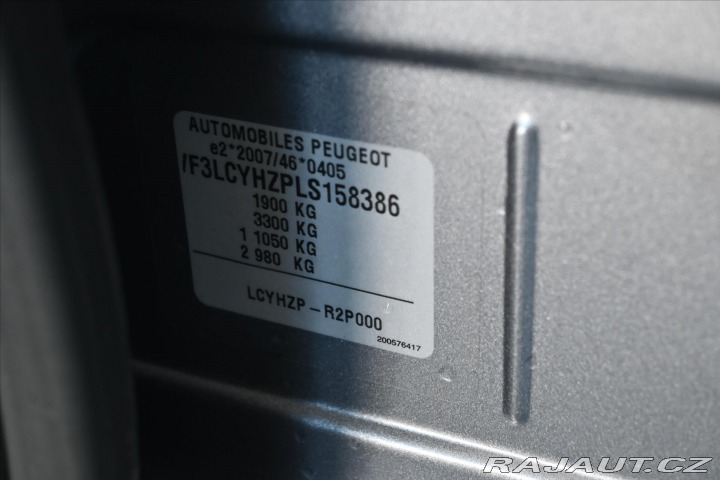 AUTOMOBILES PEUGEOT
e2*2007/46*0405
VF3LCYHZPLS158386
1900 KG
3300 KG
1 1050 KG
2 980 KG
LCYHZP-R2P000
200576417
RAJAUT.CZ